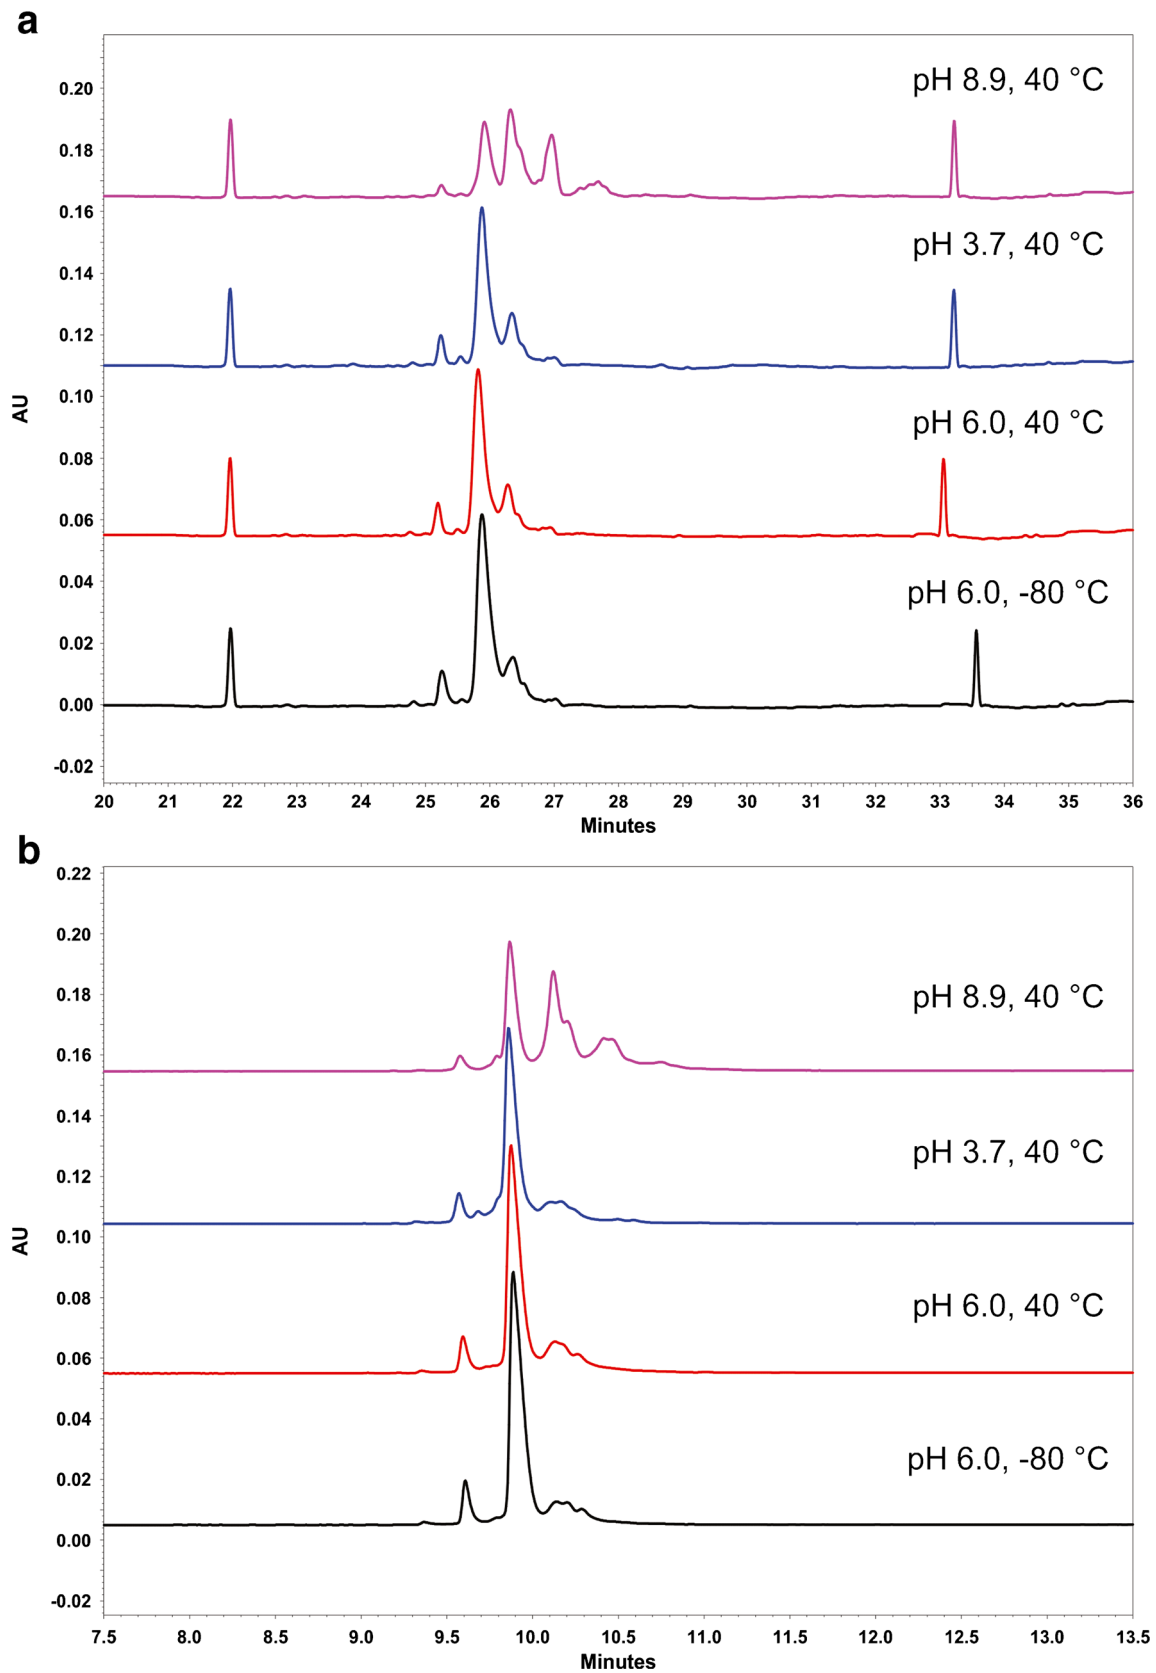 a
0.20
0.18
0.16
0.14
0.12
0.10
0.08
0.06
0.04
0.02
0.00
-0.02
AU
pH 8.9, 40 °C
pH 3.7, 40 °C
pH 6.0, 40 °C
pH 6.0, -80 °C
20 21 22 23 24 25 26 27 28 29 30 31 32 33 34 35 36
Minutes
b
0.22
0.20
0.18
0.16
0.14
0.12
0.10
0.08
0.06
0.04
0.02
0.00
-0.02
AU
pH 8.9, 40 °C
pH 3.7, 40 °C
pH 6.0, 40 °C
pH 6.0, -80 °C
7.5 8.0 8.5 9.0 9.5 10.0 10.5 11.0 11.5 12.0 12.5 13.0 13.5
Minutes